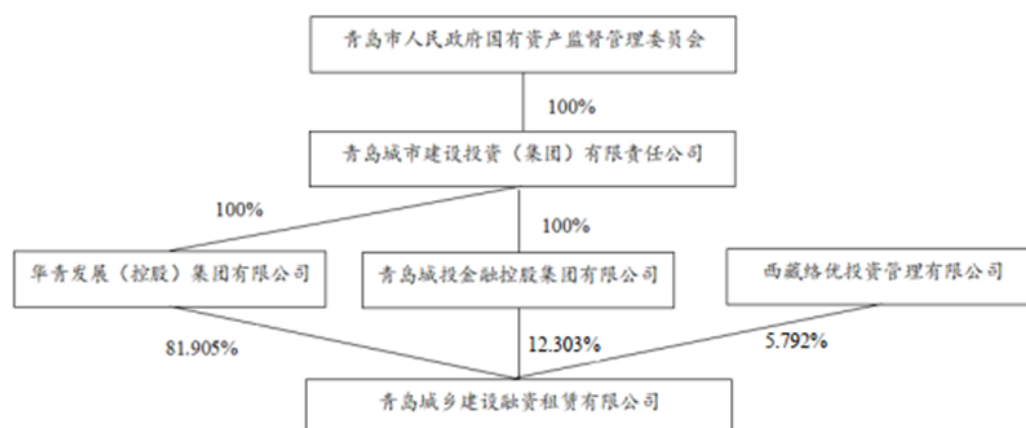 青岛市人民政府国有资产监督管理委员会
100%
青岛城市建设投资（集团）有限责任公司
100%
100%
华青发展（控股）集团有限公司
青岛城投金融控股集团有限公司
西藏络优投资管理有限公司
81.905%
12.303%
5.792%
青岛城乡建设融资租赁有限公司